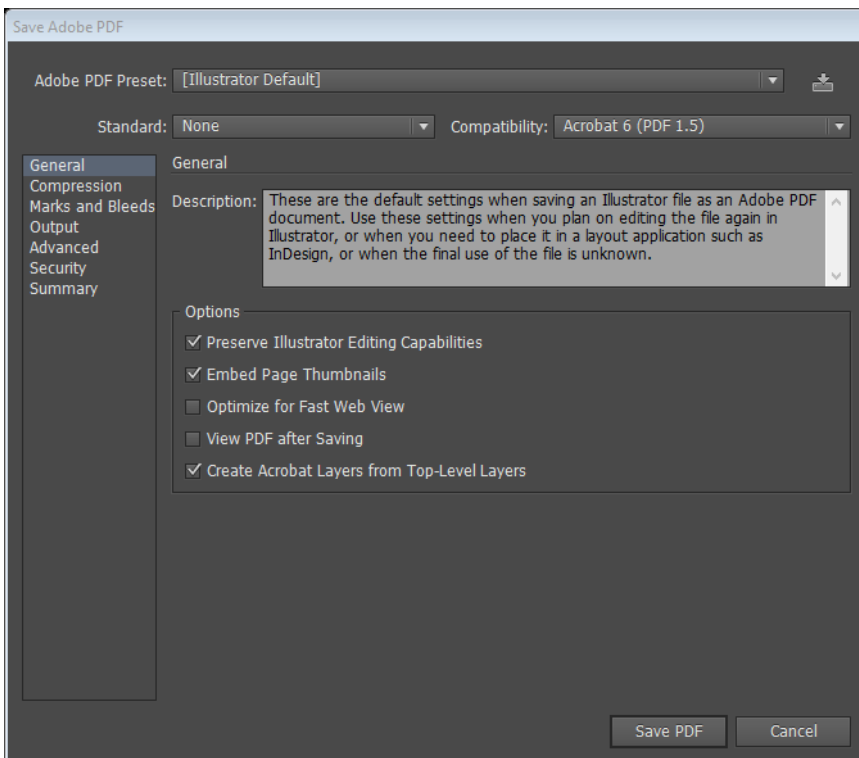 Save Adobe PDF
Adobe PDF Preset: [Illustrator Default]
Standard: None Compatibility: Acrobat 6 (PDF 1.5)
General
Compression
Marks and Bleeds
Output
Advanced
Security
Summary
General
Description: These are the default settings when saving an Illustrator file as an Adobe PDF
document. Use these settings when you plan on editing the file again in
Illustrator, or when you need to place it in a layout application such as
InDesign, or when the final use of the file is unknown.
Options
Preserve Illustrator Editing Capabilities
Embed Page Thumbnails
Optimize for Fast Web View
View PDF after Saving
Create Acrobat Layers from Top-Level Layers
Save PDF Cancel